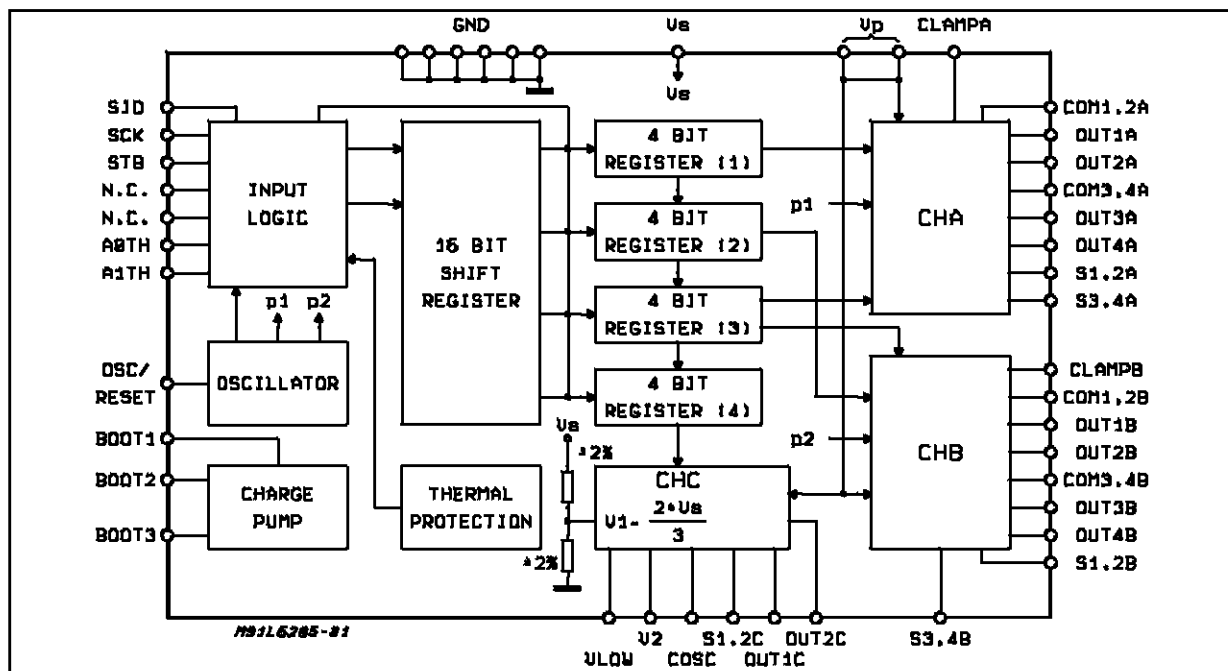 GND Vs Vp CLAMPA
Vs
SID
SCK
STB
N.C.
N.C.
A0TH
A1TH
OSC/
RESET
BOOT1
BOOT2
BOOT3
INPUT
LOGIC
p1 p2
OSCILLATOR
CHARGE
PUMP
16 BIT
SHIFT
REGISTER
THERMAL
PROTECTION
4 BIT
REGISTER (1)
4 BIT
REGISTER (2)
4 BIT
REGISTER (3)
4 BIT
REGISTER (4)
Vs
±2%
±2%
CHC
V1= 2*Vs
3
p1
CHA
p2
CHB
COM1,2A
OUT1A
OUT2A
COM3,4A
OUT3A
OUT4A
S1,2A
S3,4A
CLAMPB
COM1,2B
OUT1B
OUT2B
COM3,4B
OUT3B
OUT4B
S1,2B
M91L6285-01
V2 S1,2C OUT2C S3,4B
VLOW COSC OUT1C